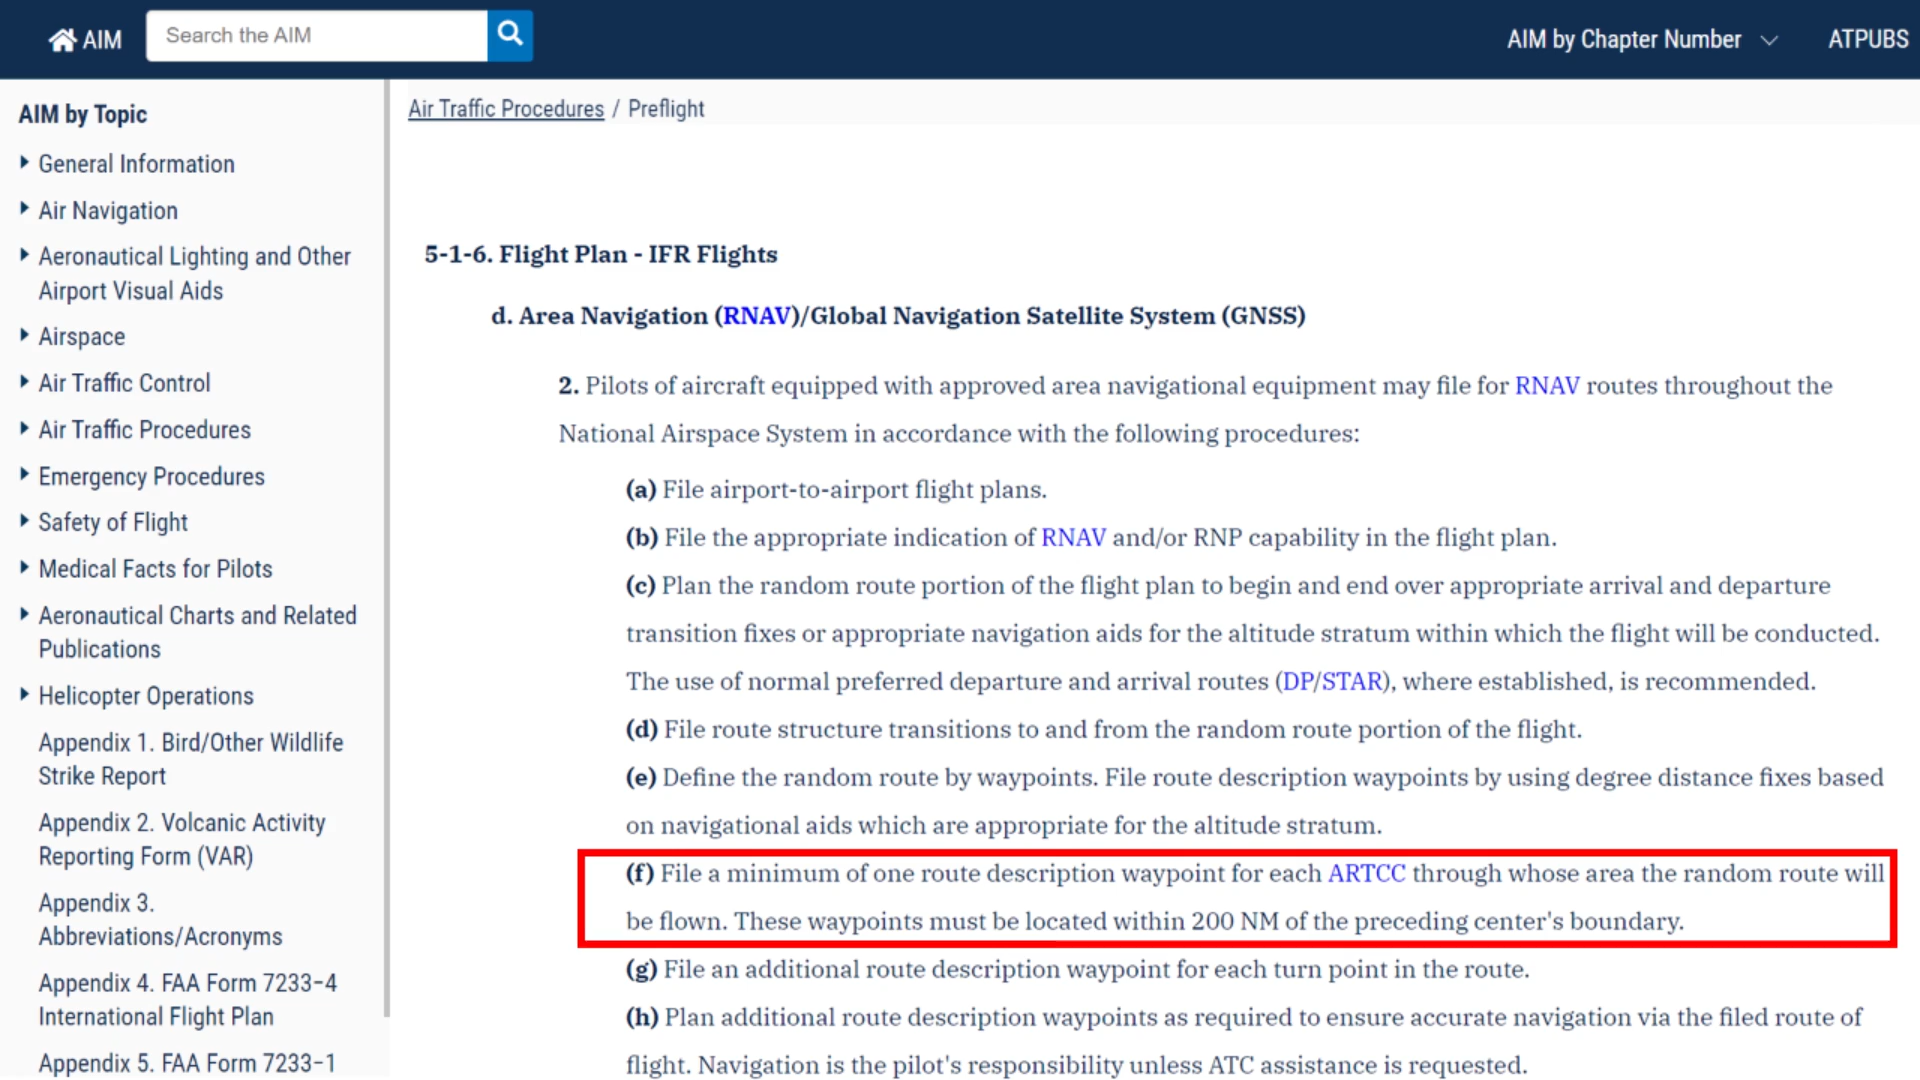 AIM
Search the AIM
AIM by Chapter Number
ATPUBS
AIM by Topic
General Information
Air Navigation
Aeronautical Lighting and Other
Airport Visual Aids
Airspace
Air Traffic Control
Air Traffic Procedures
Emergency Procedures
Safety of Flight
Medical Facts for Pilots
Aeronautical Charts and Related
Publications
Helicopter Operations
Appendix 1. Bird/Other Wildlife
Strike Report
Appendix 2. Volcanic Activity
Reporting Form (VAR)
Appendix 3.
Abbreviations/Acronyms
Appendix 4. FAA Form 7233-4
International Flight Plan
Appendix 5. FAA Form 7233-1
Air Traffic Procedures / Preflight
5-1-6. Flight Plan - IFR Flights
d. Area Navigation (RNAV)/Global Navigation Satellite System (GNSS)
2. Pilots of aircraft equipped with approved area navigational equipment may file for RNAV routes throughout the
National Airspace System in accordance with the following procedures:
(a) File airport-to-airport flight plans.
(b) File the appropriate indication of RNAV and/or RNP capability in the flight plan.
(c) Plan the random route portion of the flight plan to begin and end over appropriate arrival and departure
transition fixes or appropriate navigation aids for the altitude stratum within which the flight will be conducted.
The use of normal preferred departure and arrival routes (DP/STAR), where established, is recommended.
(d) File route structure transitions to and from the random route portion of the flight.
(e) Define the random route by waypoints. File route description waypoints by using degree distance fixes based
on navigational aids which are appropriate for the altitude stratum.
(f) File a minimum of one route description waypoint for each ARTCC through whose area the random route will
be flown. These waypoints must be located within 200 NM of the preceding center's boundary.
(g) File an additional route description waypoint for each turn point in the route.
(h) Plan additional route description waypoints as required to ensure accurate navigation via the filed route of
flight. Navigation is the pilot's responsibility unless ATC assistance is requested.